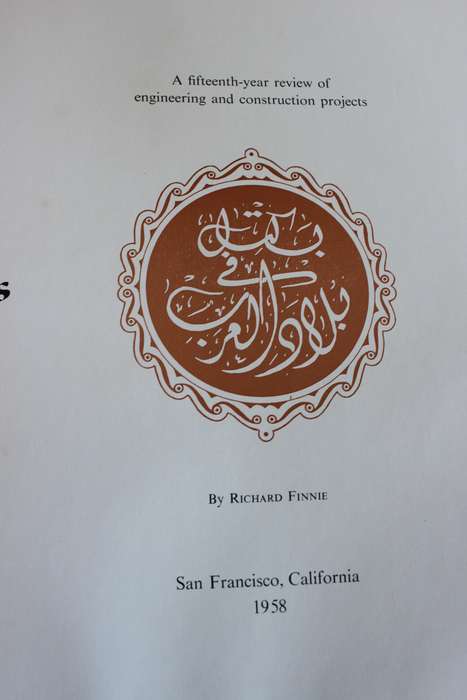 A fifteenth-year review of
engineering and construction projects
بكتل
في
بلاد العرب
By RICHARD FINNIE
San Francisco, California
1958